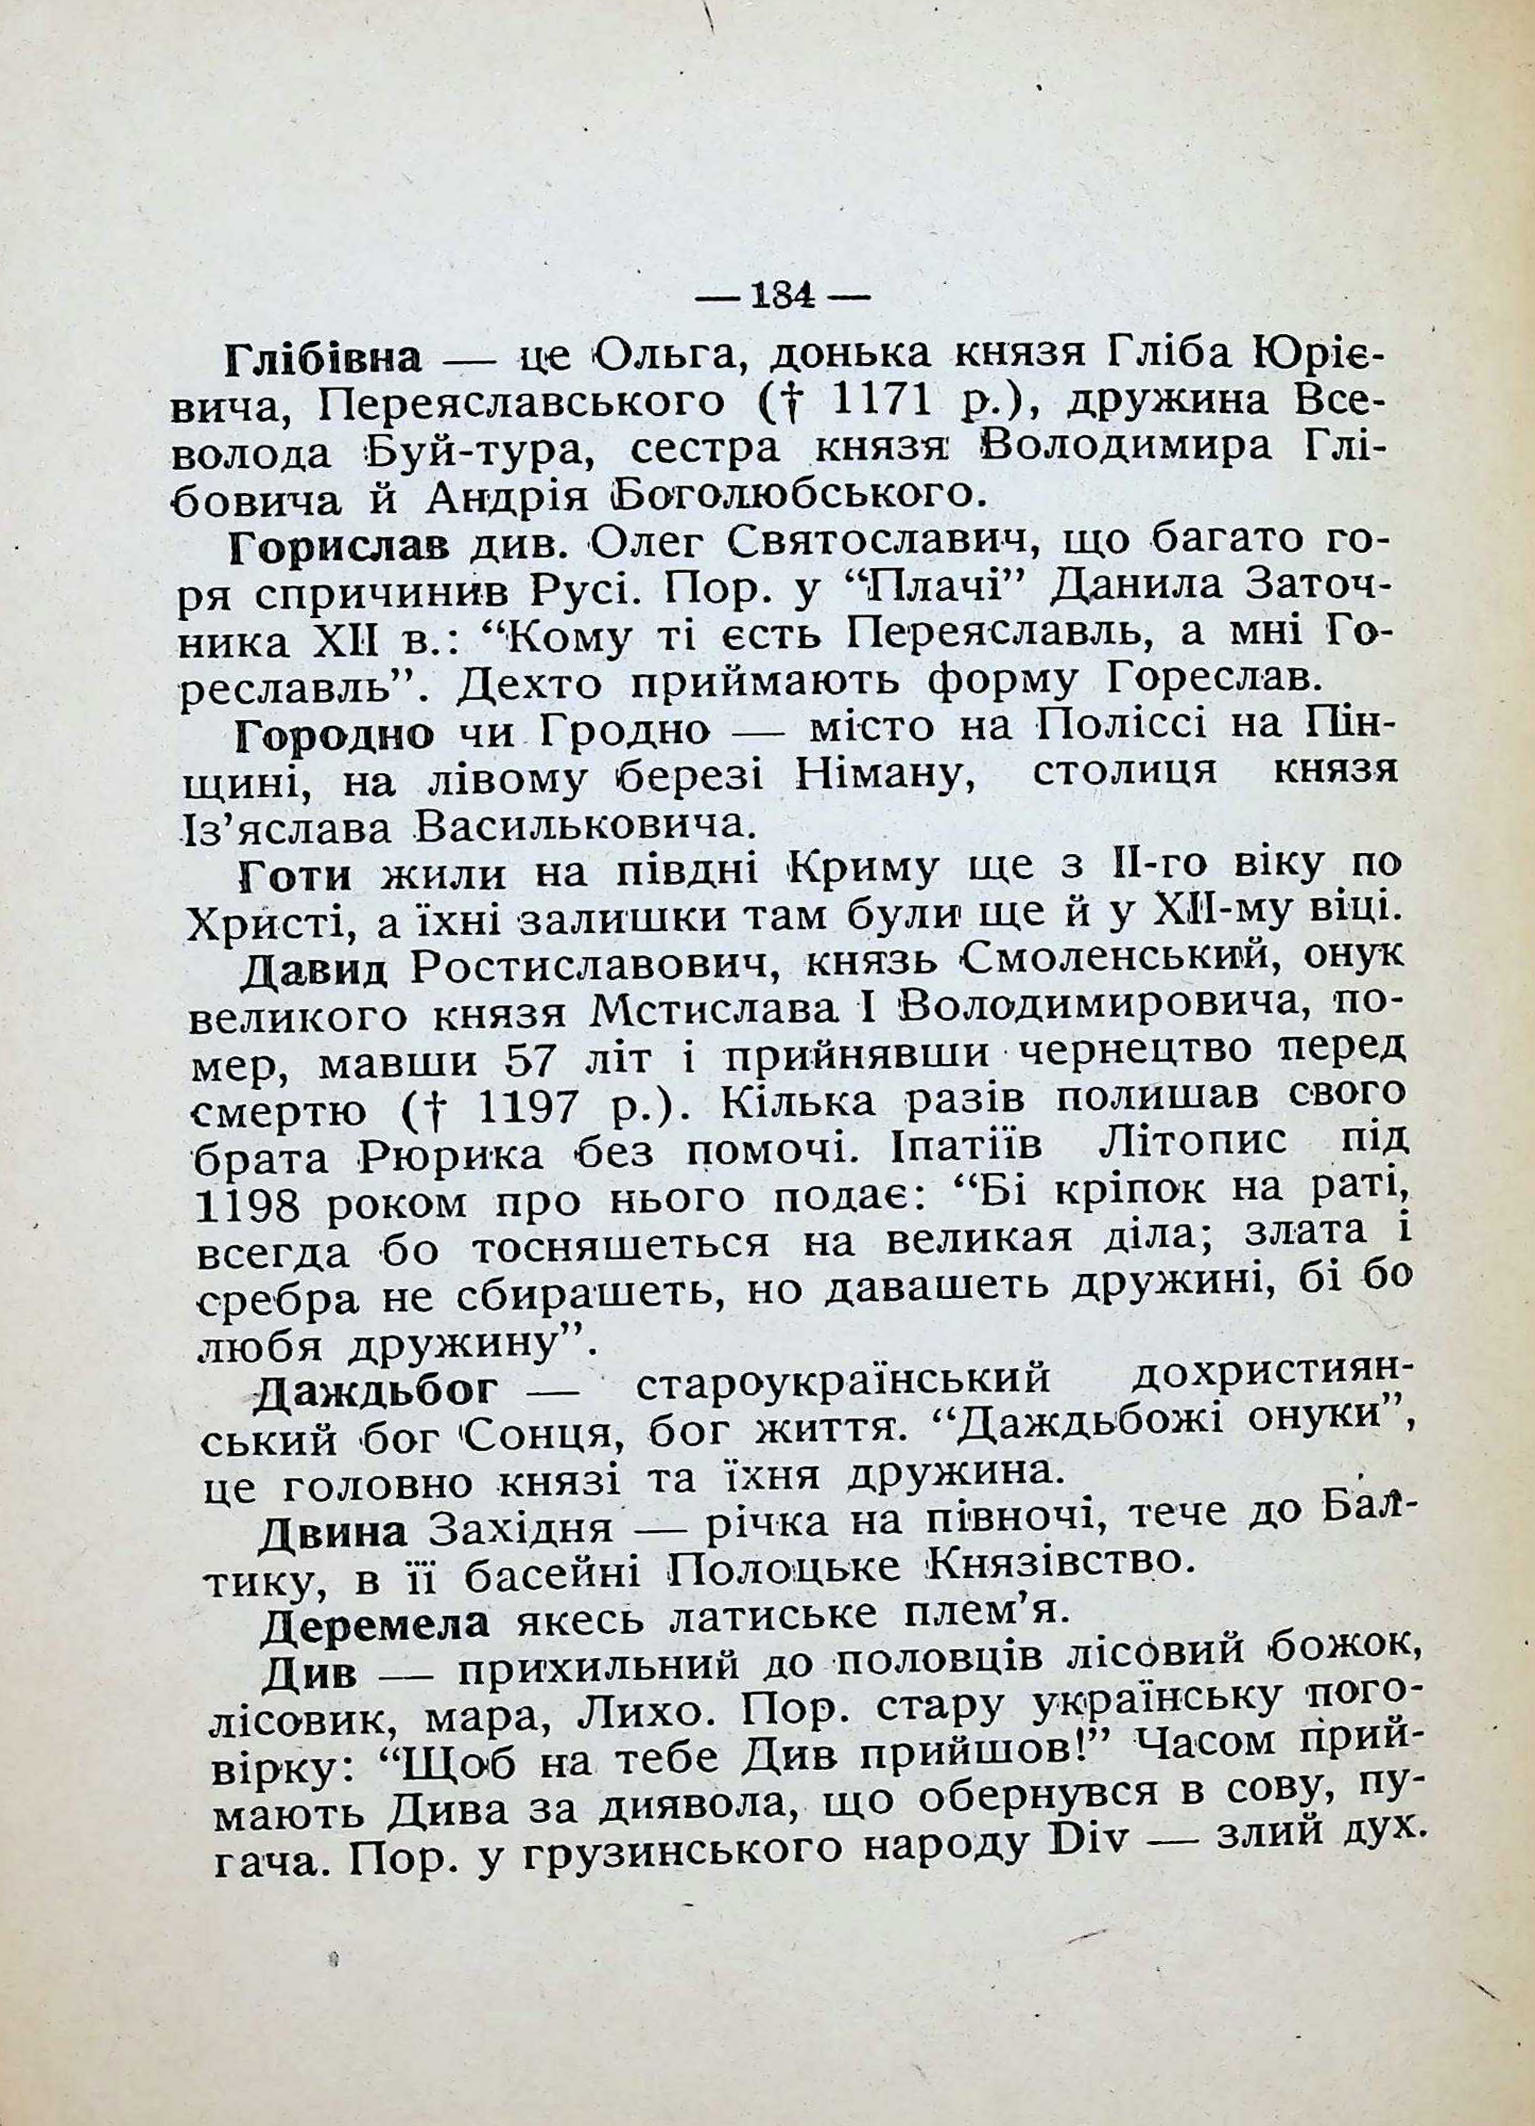 — 184 —
Глібівна — це Ольга, донька князя Гліба Юріє-
вича, Переяславського († 1171 р.), дружина Все-
волода Буй-тура, сестра князя Володимира Глі-
бовича й Андрія Боголюбського.
Горислав див. Олег Святославич, що багато го-
ря спричинив Русі. Пор. у “Плачі” Данила Заточ-
ника XII в.: “Кому ті єсть Переяславль, а мні Го-
реславль”. Дехто приймають форму Гореслав.
Городно чи Гродно — місто на Поліссі на Пін-
щині, на лівому березі Німану, столиця князя
Із’яслава Васильковича.
Готи жили на півдні Криму ще з II-го віку по
Христі, а їхні залишки там були ще й у XII-му віці.
Давид Ростиславович, князь Смоленський, онук
великого князя Мстислава I Володимировича, по-
мер, мавши 57 літ і прийнявши чернецтво перед
смертю († 1197 р.). Кілька разів полишав свого
брата Рюрика без помочі. Іпатіїв Літопис під
1198 роком про нього подає: “Бі кріпок на раті,
всегда бо тосняшеться на великая діла; злата і
сребра не сбирашеть, но давашеть дружині, бі бо
любя дружину”.
Даждьбог — староукраїнський дохристиян-
ський бог Сонця, бог життя. “Даждьбожі онуки”,
це головно князі та їхня дружина.
Двина Західня — річка на півночі, тече до Бал-
тику, в її басейні Полоцьке Князівство.
Деремела якесь латиське плем’я.
Див — прихильний до половців лісовий божок,
лісовик, мара, Лихо. Пор. стару українську пого-
вірку: “Щоб на тебе Див прийшов!” Часом прий-
мають Дива за диявола, що обернувся в сову, пу-
гача. Пор. у грузинського народу Div — злий дух.